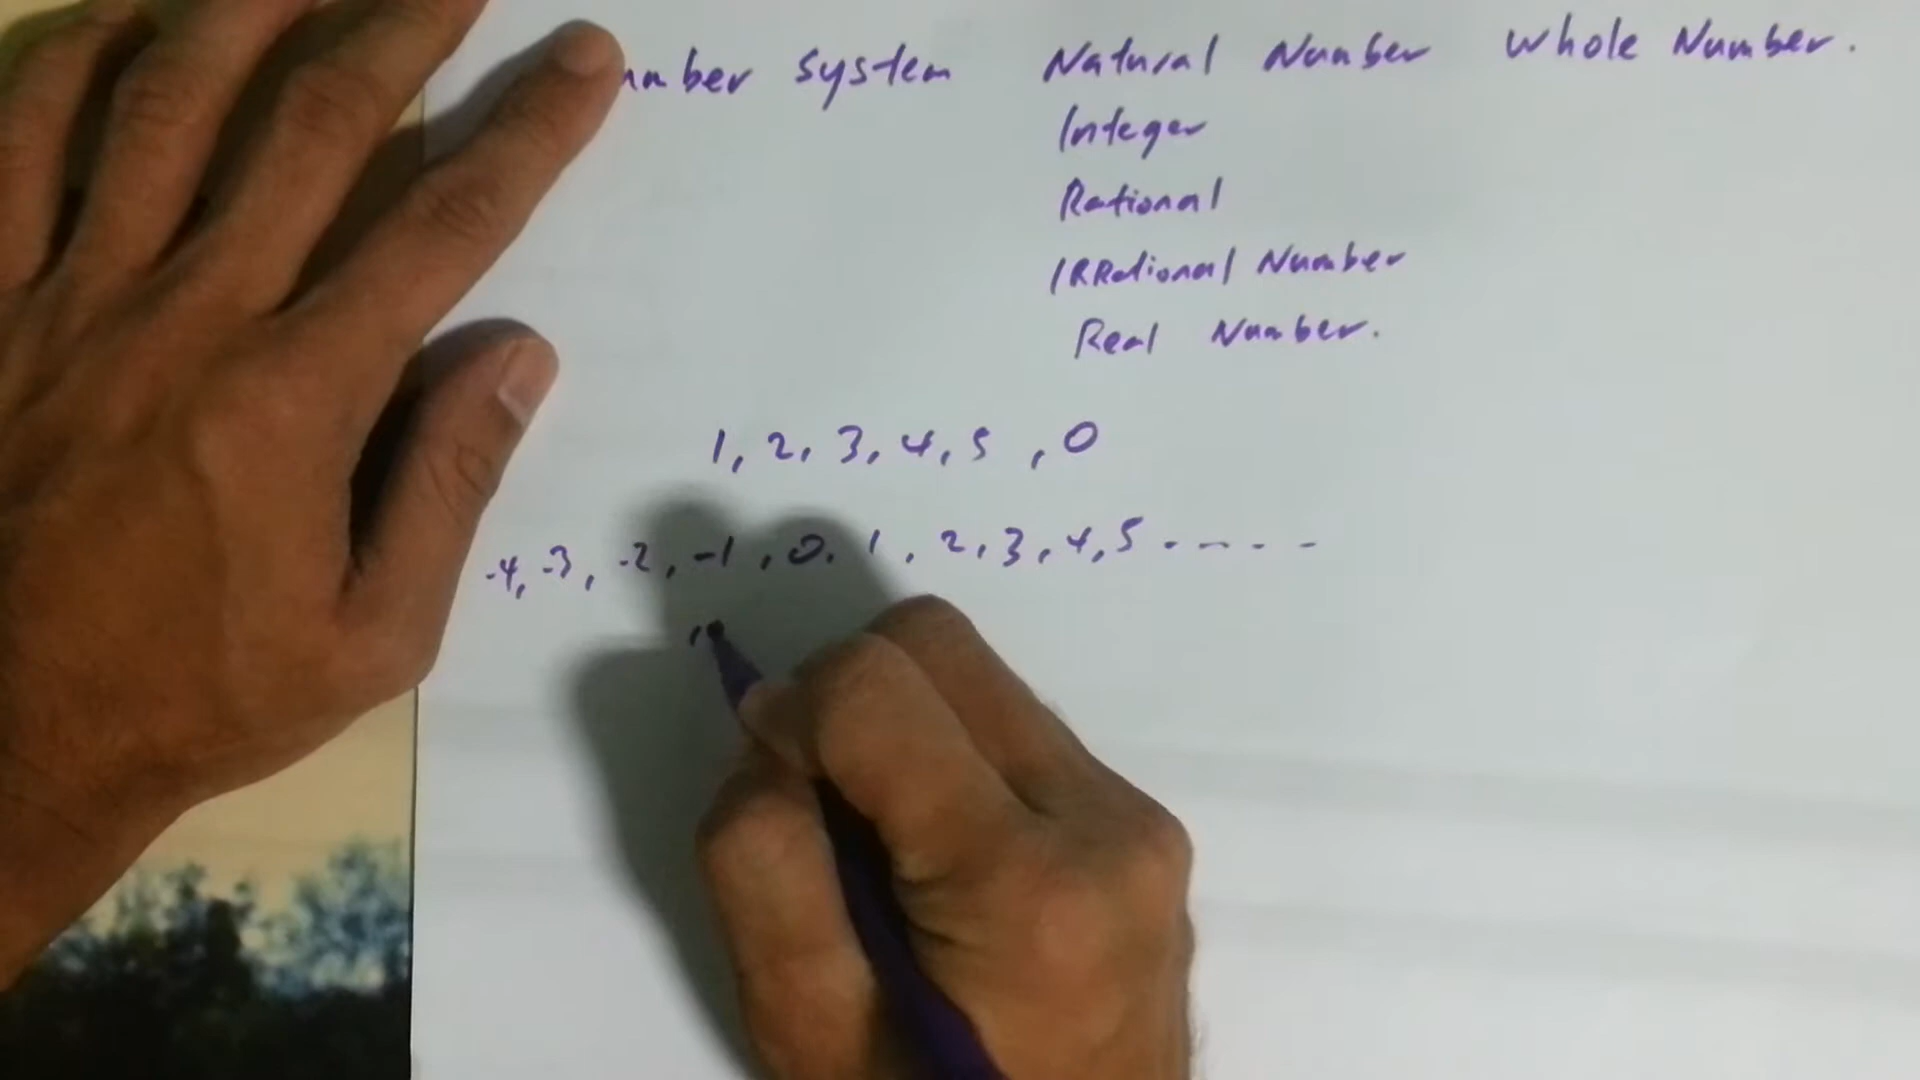 system Natural Number Whole Number.
Integer
Rational
IRRational Number
Real Number.
1, 2, 3, 4, 5 , 0
-4, -3, -2, -1, 0, 1, 2, 3, 4, 5 - - - -